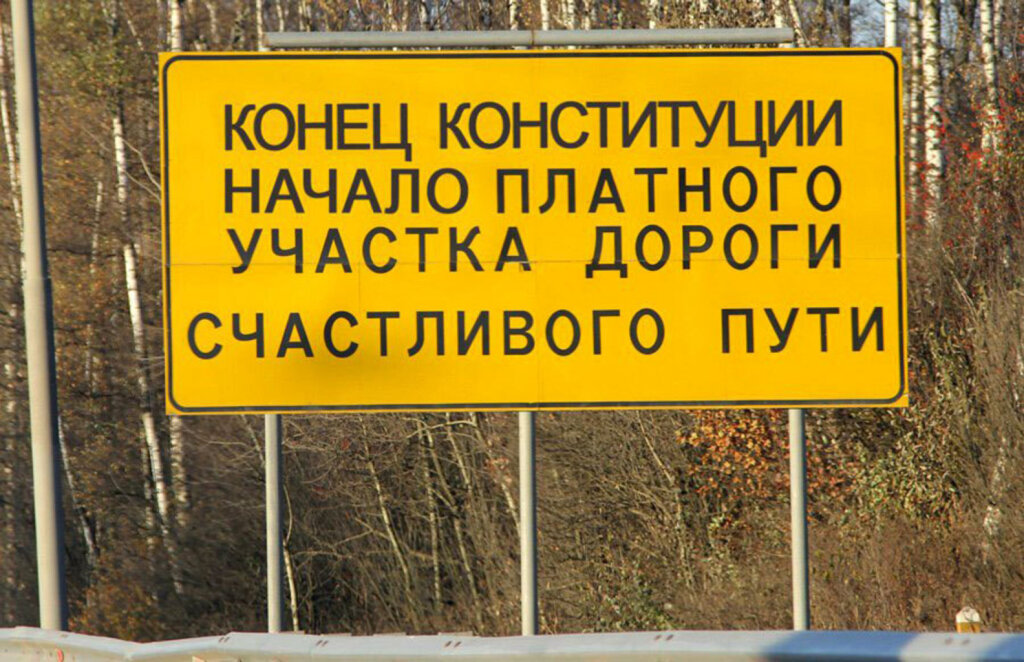 КОНЕЦ КОНСТИТУЦИИ
НАЧАЛО ПЛАТНОГО
УЧАСТКА ДОРОГИ
СЧАСТЛИВОГО ПУТИ